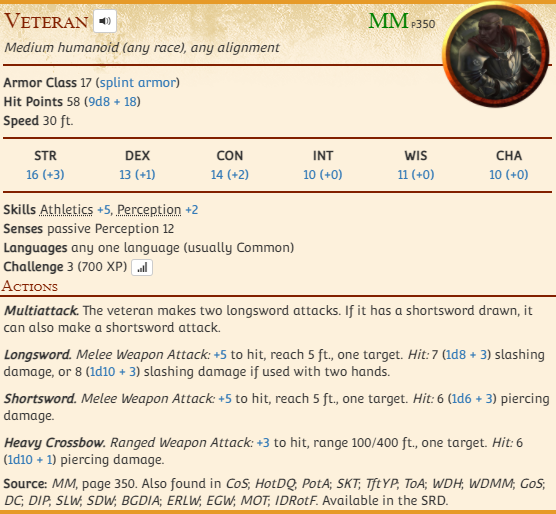 Veteran
MM p350
Medium humanoid (any race), any alignment
Armor Class 17 (splint armor)
Hit Points 58 (9d8 + 18)
Speed 30 ft.
STR DEX CON INT WIS CHA
16 (+3) 13 (+1) 14 (+2) 10 (+0) 11 (+0) 10 (+0)
Skills Athletics +5, Perception +2
Senses passive Perception 12
Languages any one language (usually Common)
Challenge 3 (700 XP)
Actions
Multiattack. The veteran makes two longsword attacks. If it has a shortsword drawn, it
can also make a shortsword attack.
Longsword. Melee Weapon Attack: +5 to hit, reach 5 ft., one target. Hit: 7 (1d8 + 3) slashing
damage, or 8 (1d10 + 3) slashing damage if used with two hands.
Shortsword. Melee Weapon Attack: +5 to hit, reach 5 ft., one target. Hit: 6 (1d6 + 3) piercing
damage.
Heavy Crossbow. Ranged Weapon Attack: +3 to hit, range 100/400 ft., one target. Hit: 6
(1d10 + 1) piercing damage.
Source: MM, page 350. Also found in CoS; HotDQ; PotA; SKT; TftYP; ToA; WDH; WDMM; GoS;
DC; DIP; SLW; SDW; BGDIA; ERLW; EGW; MOT; IDRotF. Available in the SRD.